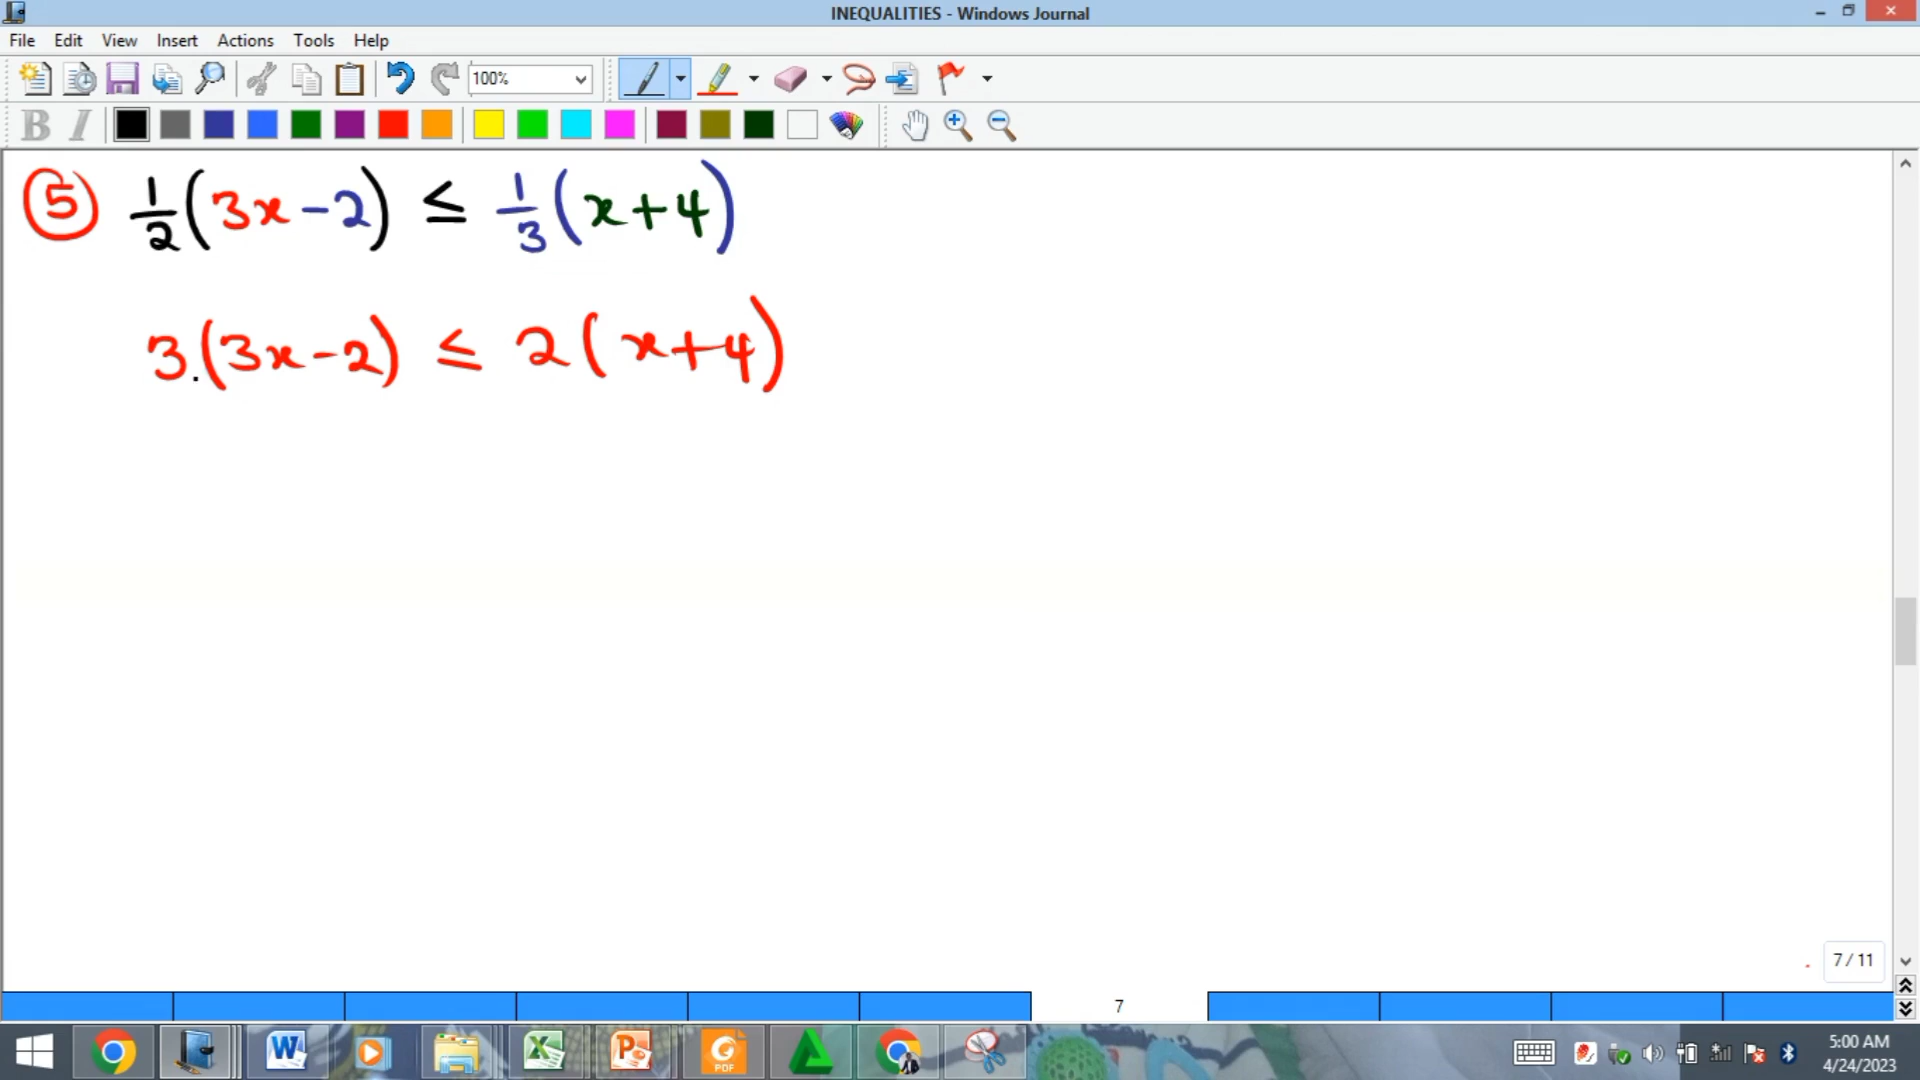 INEQUALITIES - Windows Journal
File Edit View Insert Actions Tools Help
100%
B I
5 1/2 (3x - 2) ≤ 1/3 (x + 4)
3 (3x - 2) ≤ 2 (x + 4)
7 / 11
7
W X P G PDF
5:00 AM
4/24/2023